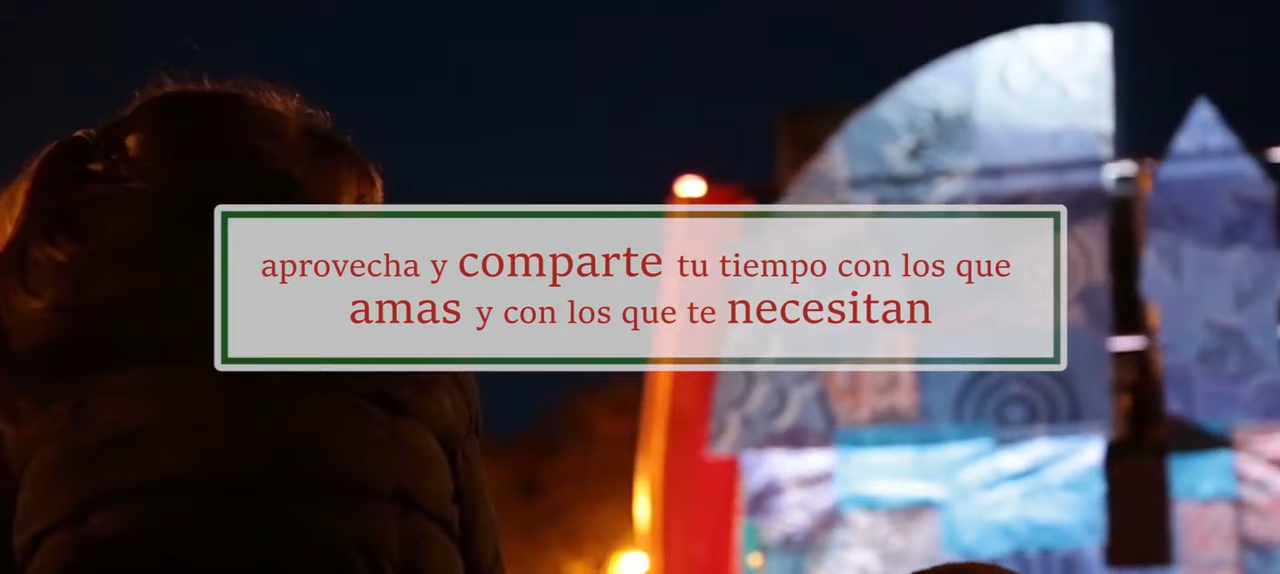 aprovecha y comparte tu tiempo con los que
amas y con los que te necesitan